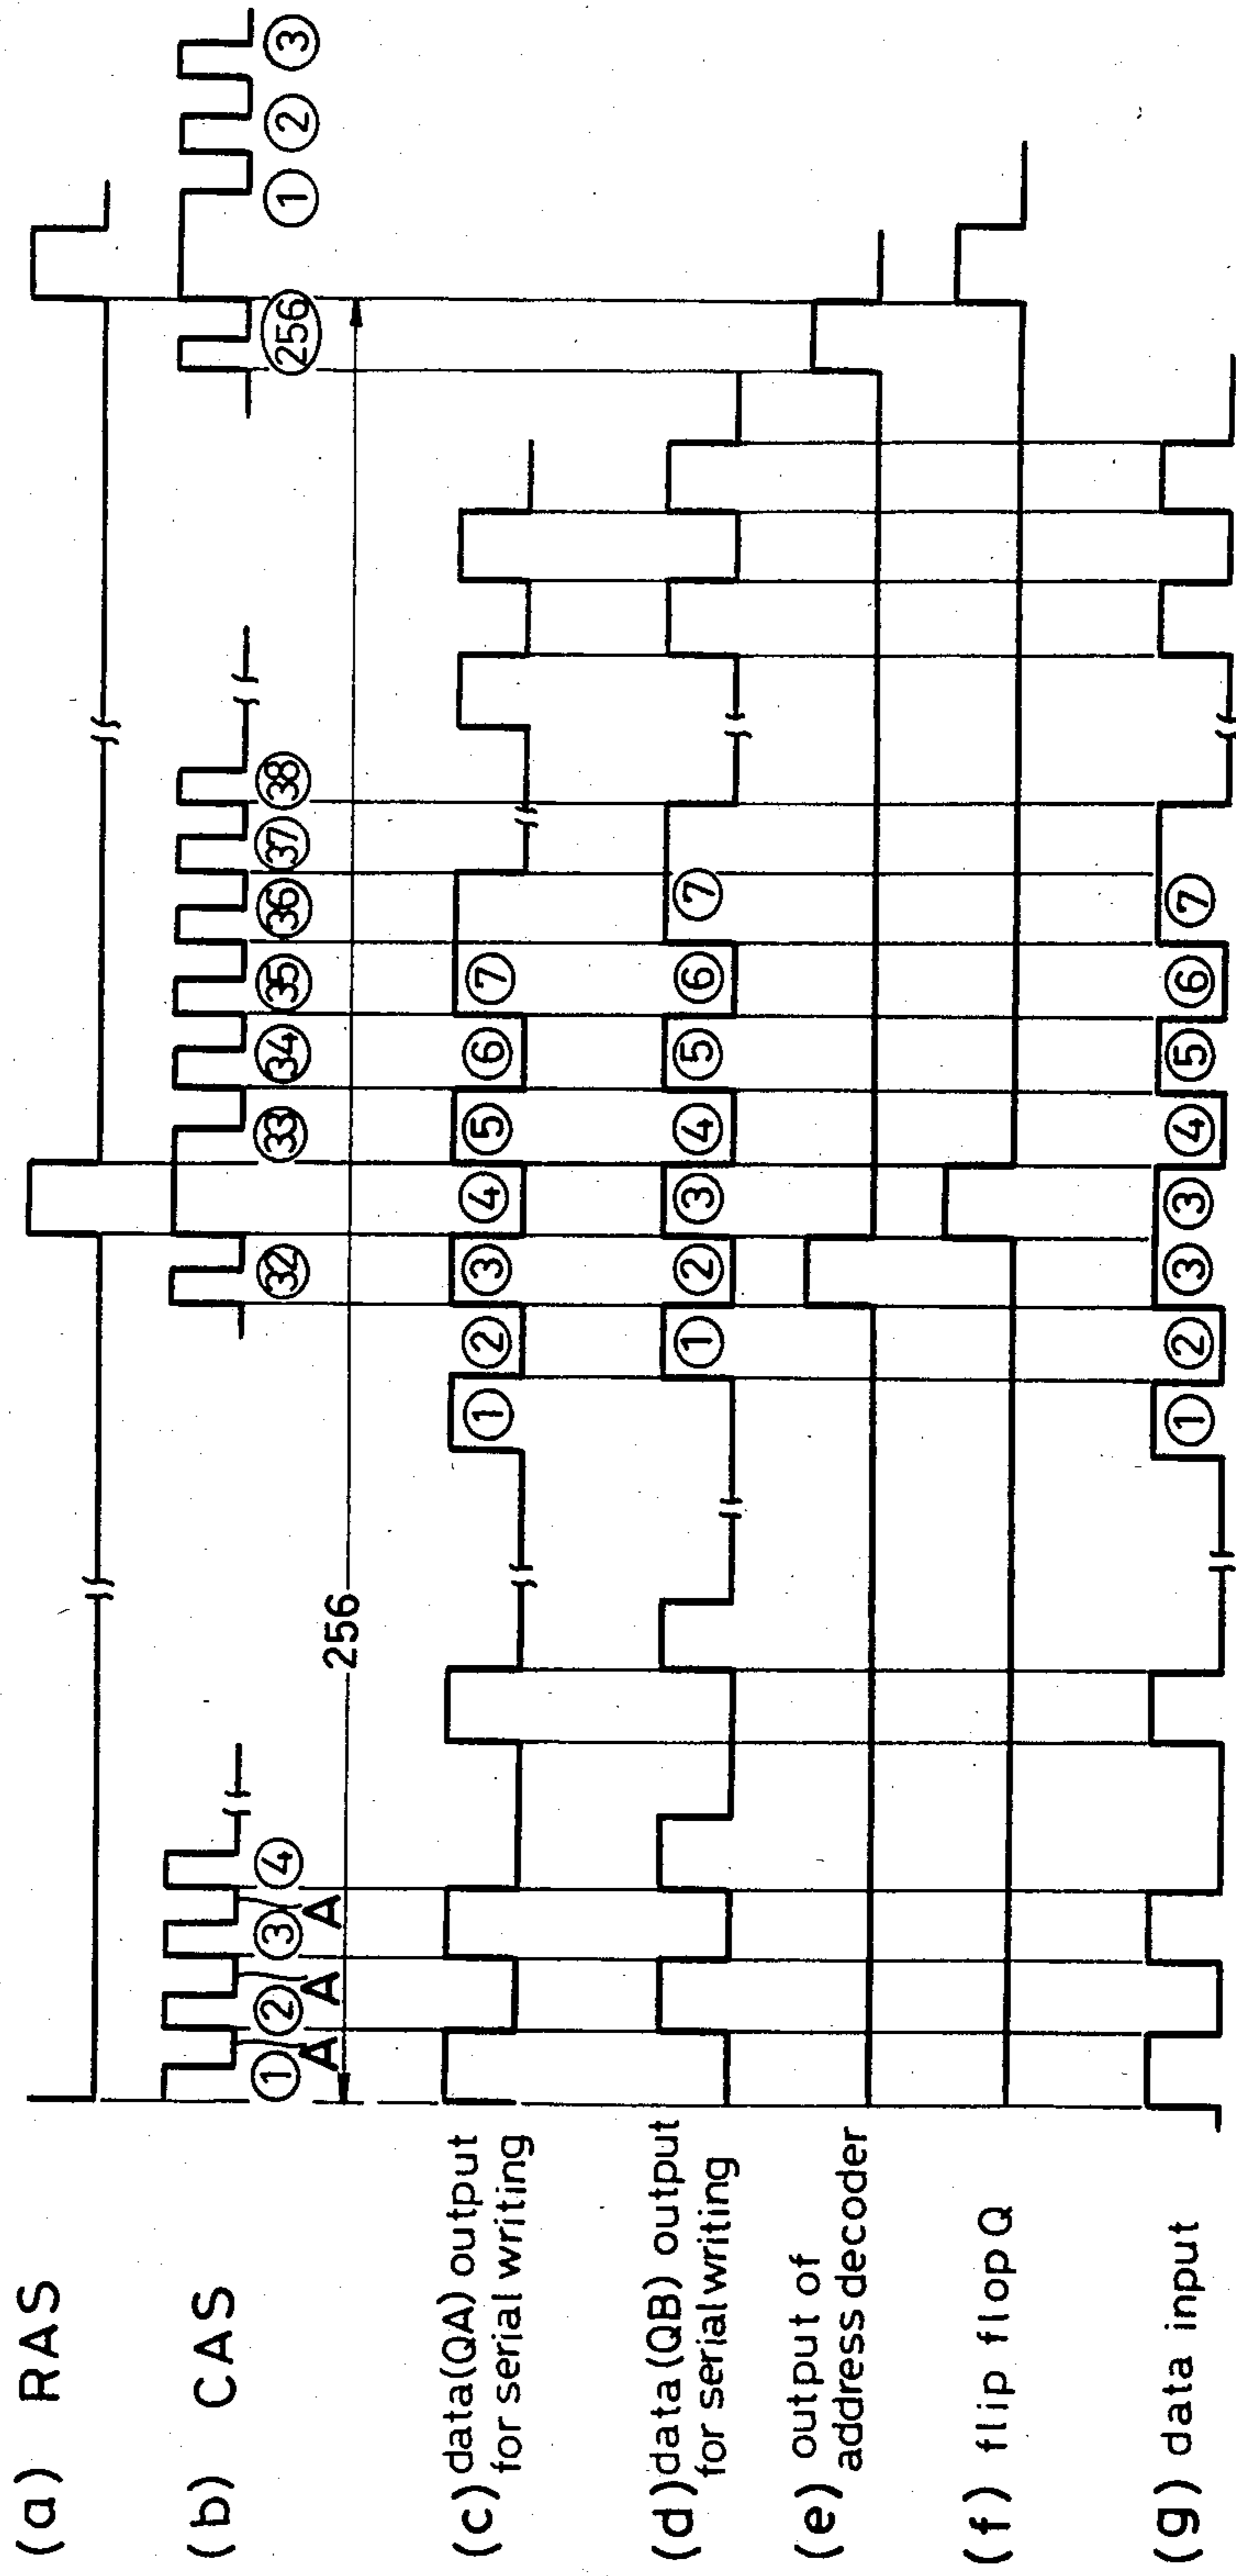 (a) RAS
(b) CAS
① ② ③ ④ ㉜ ㉝ ㉞ ㉟ ㊱ ㊲ ㊳ (256) ① ② ③
A A A
256
(c) data(QA) output
for serial writing
① ② ③ ④ ⑤ ⑥ ⑦
(d) data(QB) output
for serial writing
① ② ③ ④ ⑤ ⑥ ⑦
(e) output of
address decoder
(f) flip flop Q
(g) data input
① ② ③ ③ ④ ⑤ ⑥ ⑦